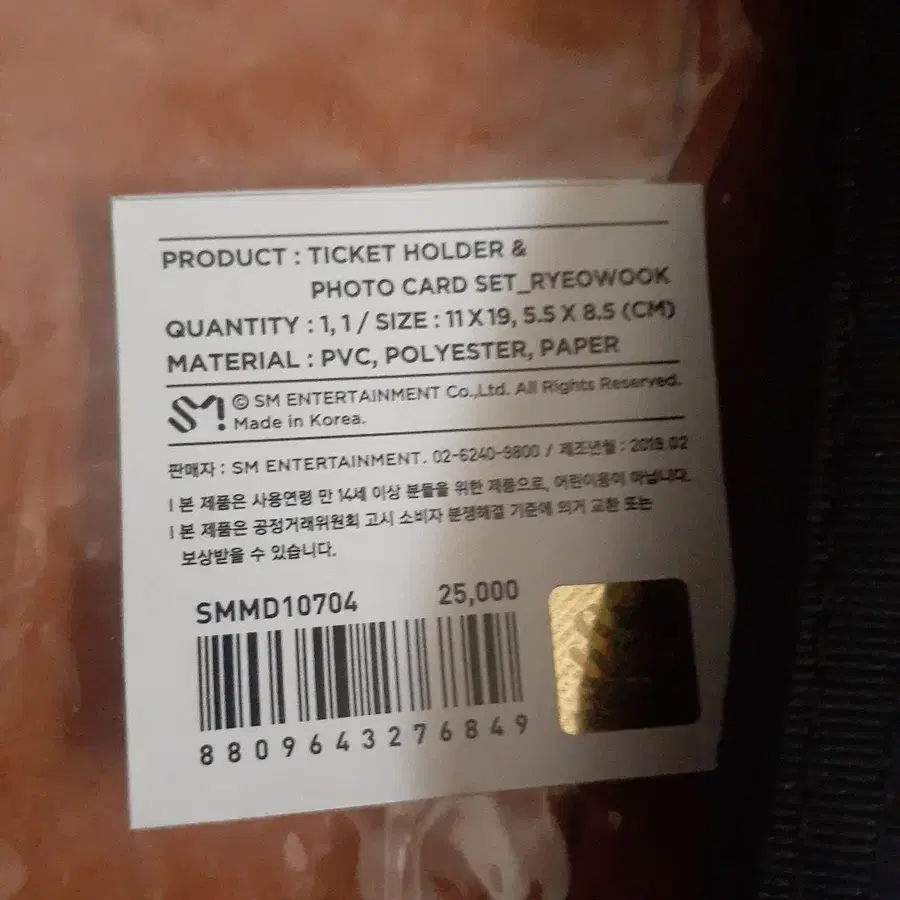 PRODUCT : TICKET HOLDER &
PHOTO CARD SET_RYEOWOOK
QUANTITY : 1, 1 / SIZE : 11 X 19, 5.5 X 8.5 (CM)
MATERIAL : PVC, POLYESTER, PAPER
SM! © SM ENTERTAINMENT Co.,Ltd. All Rights Reserved.
Made in Korea.
판매자 : SM ENTERTAINMENT. 02-6240-9800 / 제조년월 : 2019.02
I 본 제품은 사용연령 만 14세 이상 분들을 위한 제품으로, 어린이용이 아닙니다.
I 본 제품은 공정거래위원회 고시 소비자 분쟁해결 기준에 의거 교환 또는
보상받을 수 있습니다.
SMMD10704 25,000
8809643276849